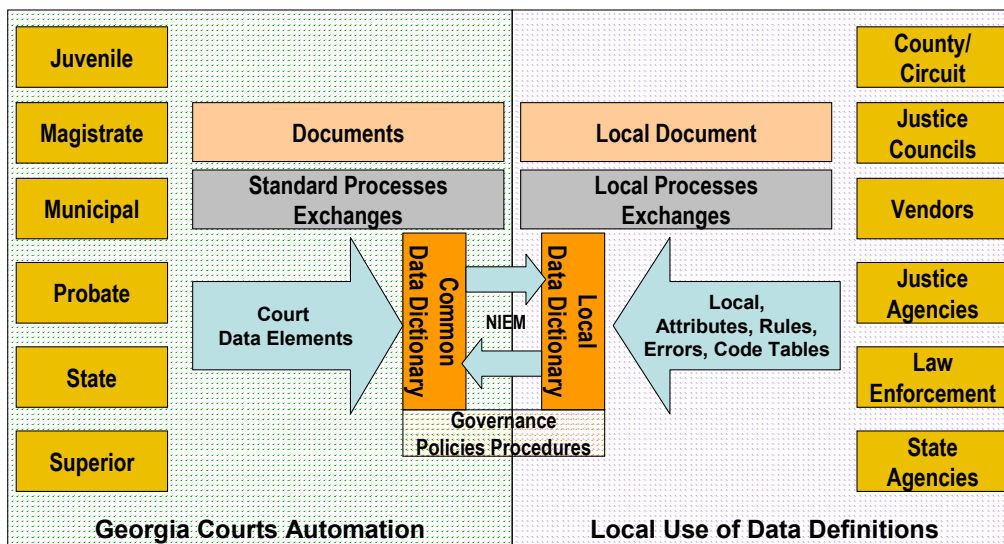 Juvenile
Magistrate
Municipal
Probate
State
Superior
Documents
Standard Processes
Exchanges
Court
Data Elements
Common
Data Dictionary
NIEM
Governance
Policies Procedures
Georgia Courts Automation
Local Document
Local Processes
Exchanges
Local
Data Dictionary
Local,
Attributes, Rules,
Errors, Code Tables
County/
Circuit
Justice
Councils
Vendors
Justice
Agencies
Law
Enforcement
State
Agencies
Local Use of Data Definitions